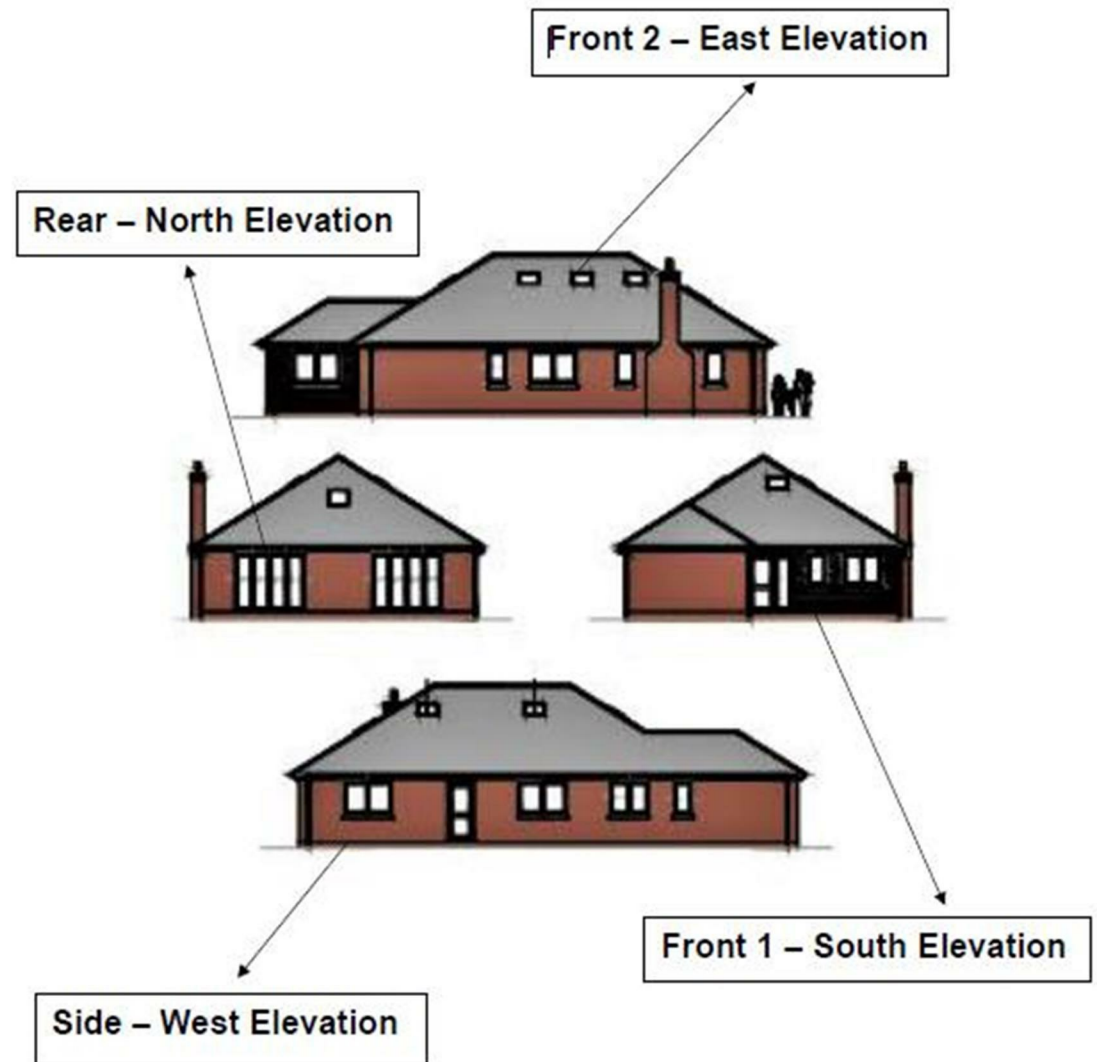 Front 2 – East Elevation
Rear – North Elevation
Front 1 – South Elevation
Side – West Elevation